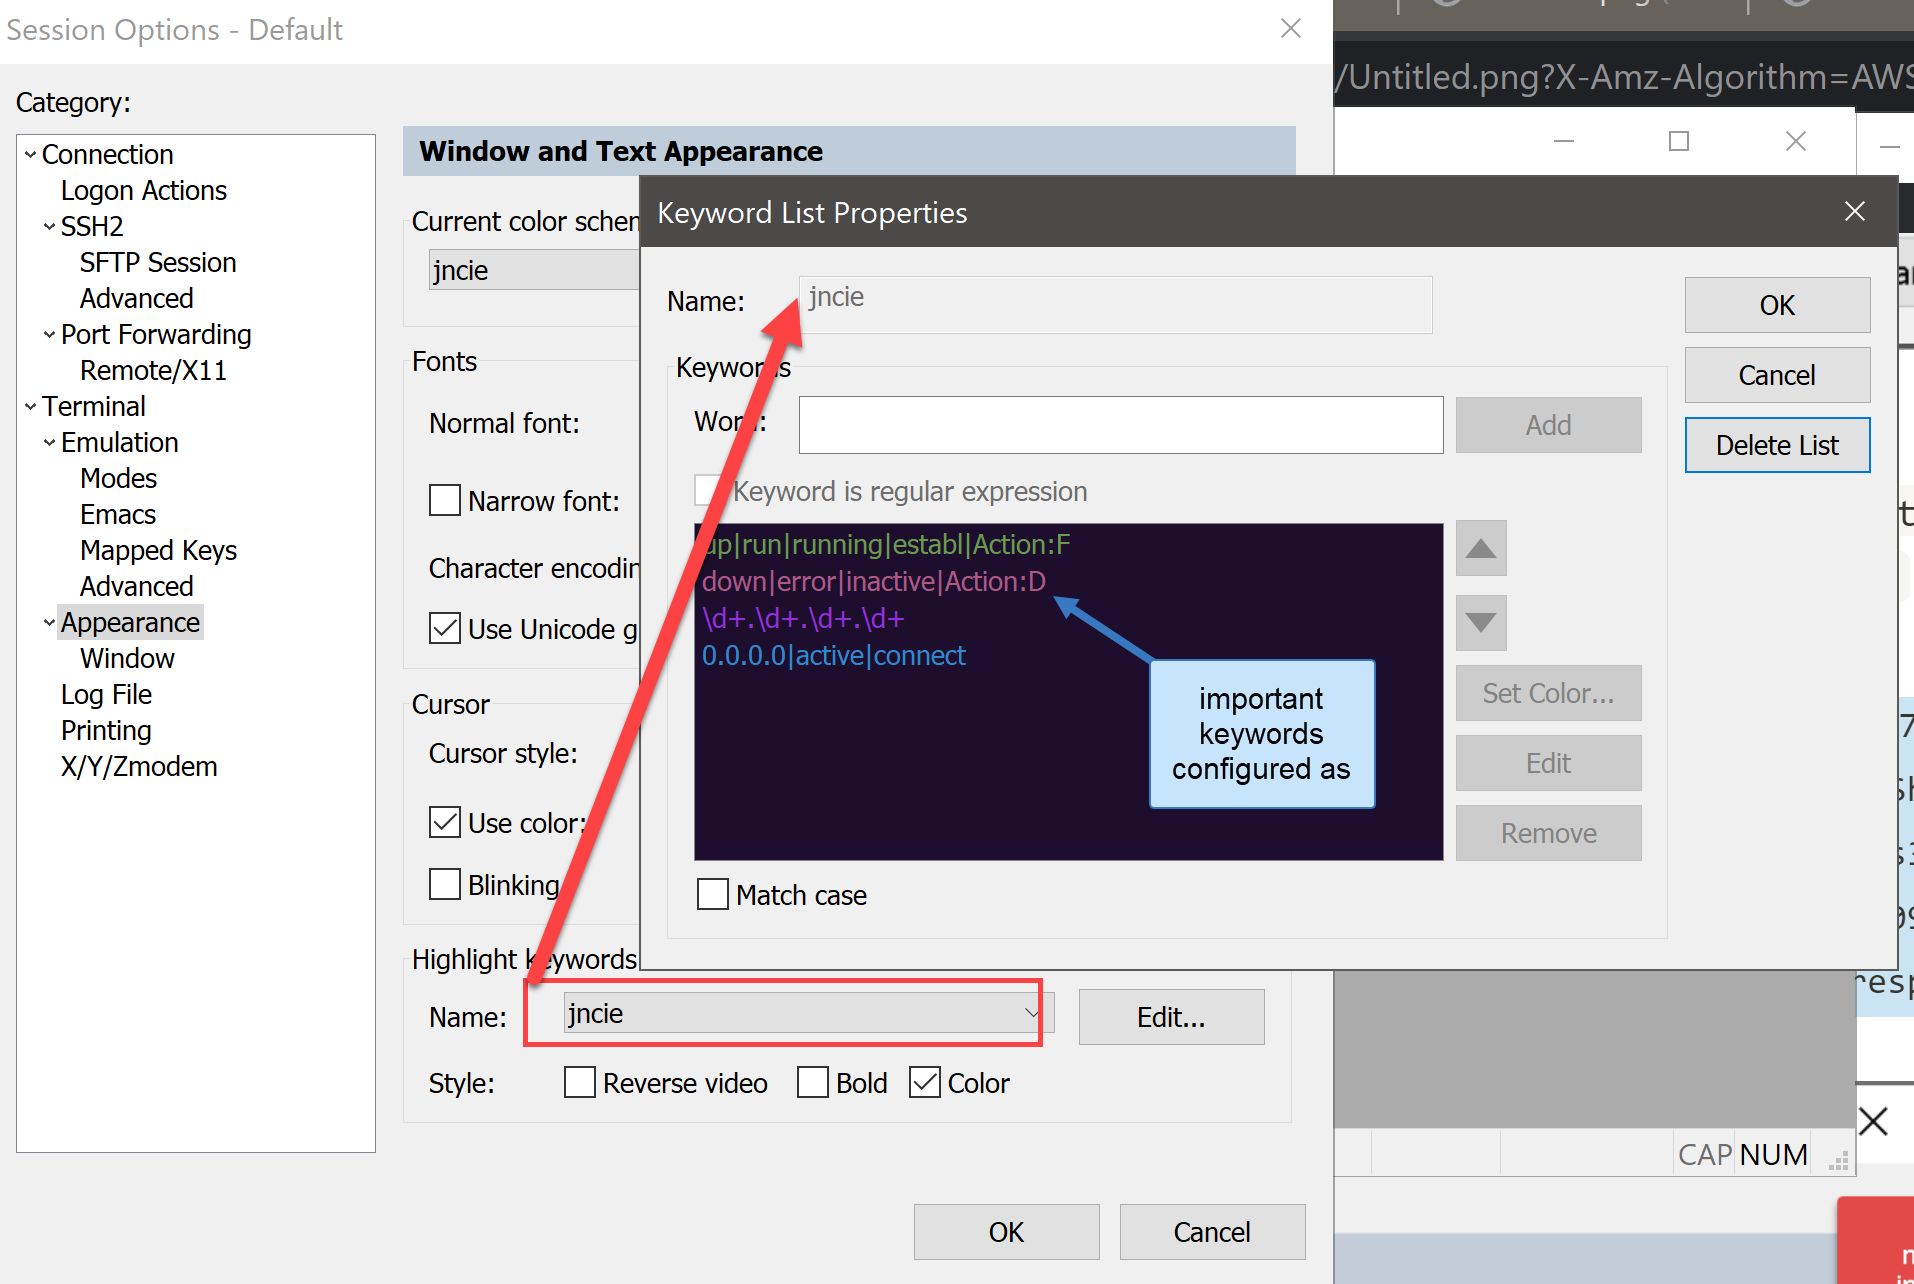 Session Options - Default
/Untitled.png?X-Amz-Algorithm=AWS
Category:
Connection
Logon Actions
SSH2
SFTP Session
Advanced
Port Forwarding
Remote/X11
Terminal
Emulation
Modes
Emacs
Mapped Keys
Advanced
Appearance
Window
Log File
Printing
X/Y/Zmodem
Window and Text Appearance
Current color schem
jncie
Fonts
Normal font:
Narrow font:
Character encodin
Use Unicode g
Cursor
Cursor style:
Use color:
Blinking
Highlight keywords
Name:
jncie
Edit...
Style:
Reverse video
Bold
Color
OK
Cancel
Keyword List Properties
Name:
jncie
OK
Cancel
Delete List
Keywords
Word:
Add
Keyword is regular expression
up|run|running|establ|Action:F
down|error|inactive|Action:D
\d+.\d+.\d+.\d+
0.0.0.0|active|connect
important
keywords
configured as
Set Color...
Edit
Remove
Match case
resp
CAP
NUM